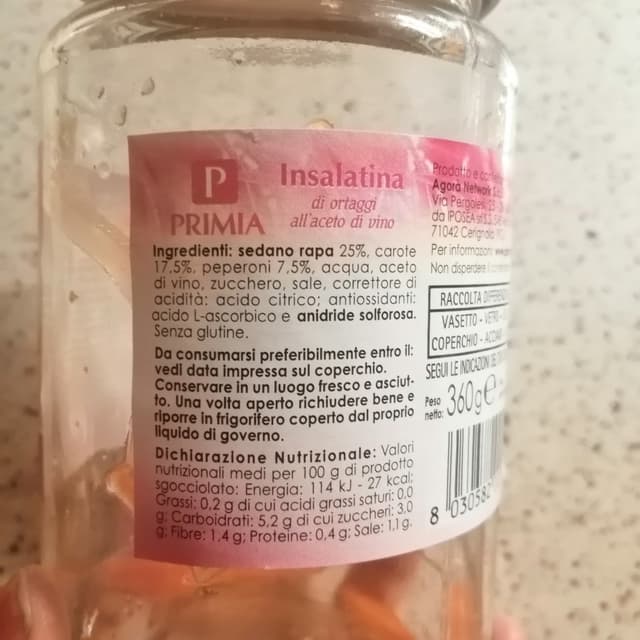 P
PRIMIA
Insalatina
di ortaggi
all'aceto di vino
Ingredienti: sedano rapa 25%, carote
17,5%, peperoni 7,5%, acqua, aceto
di vino, zucchero, sale, correttore di
acidità: acido citrico; antiossidanti:
acido L-ascorbico e anidride solforosa.
Senza glutine.
Da consumarsi preferibilmente entro il:
vedi data impressa sul coperchio.
Conservare in un luogo fresco e asciut-
to. Una volta aperto richiudere bene e
riporre in frigorifero coperto dal proprio
liquido di governo.
Dichiarazione Nutrizionale: Valori
nutrizionali medi per 100 g di prodotto
sgocciolato: Energia: 114 kJ - 27 kcal;
Grassi: 0,2 g di cui acidi grassi saturi: 0,0
g; Carboidrati: 5,2 g di cui zuccheri: 3,0
g; Fibre: 1,4 g; Proteine: 0,4 g; Sale: 1,1 g.
Prodotto e
Agorà Network
Via Pergolesi,
da IPOSEA
71042 Cerignola
Per informazioni:
Non disperdere il
RACCOLTA
VASETTO - VETRO
COPERCHIO -
SEGUI LE INDICAZIONI DEL
Peso
netto: 360g e
8 030582